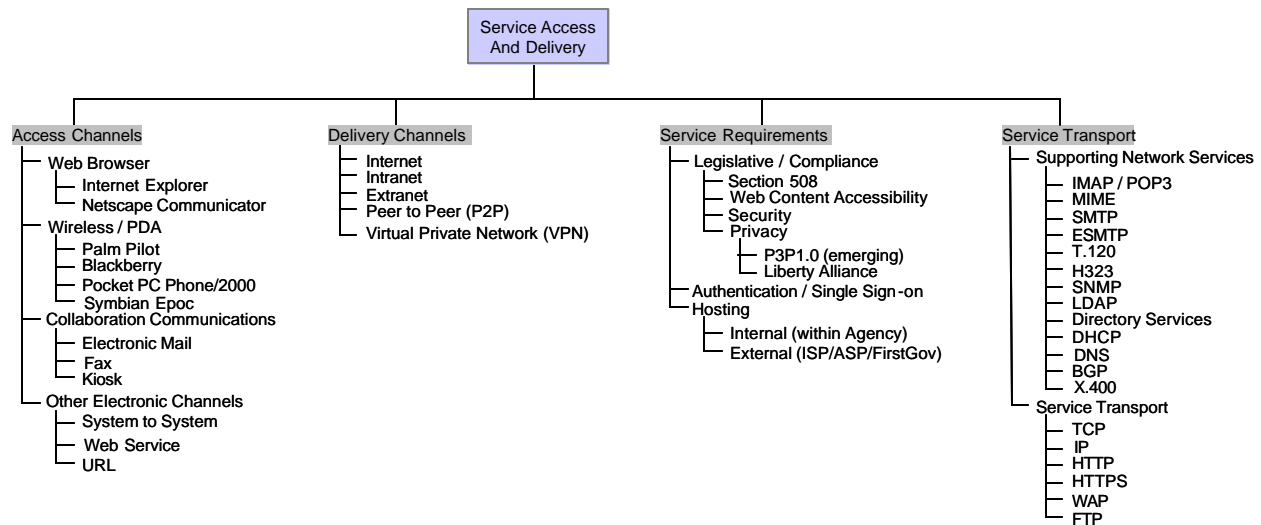 Service Access
And Delivery
Access Channels
Web Browser
Internet Explorer
Netscape Communicator
Wireless / PDA
Palm Pilot
Blackberry
Pocket PC Phone/2000
Symbian Epoc
Collaboration Communications
Electronic Mail
Fax
Kiosk
Other Electronic Channels
System to System
Web Service
URL
Delivery Channels
Internet
Intranet
Extranet
Peer to Peer (P2P)
Virtual Private Network (VPN)
Service Requirements
Legislative / Compliance
Section 508
Web Content Accessibility
Security
Privacy
P3P1.0 (emerging)
Liberty Alliance
Authentication / Single Sign-on
Hosting
Internal (within Agency)
External (ISP/ASP/FirstGov)
Service Transport
Supporting Network Services
IMAP / POP3
MIME
SMTP
ESMTP
T.120
H323
SNMP
LDAP
Directory Services
DHCP
DNS
BGP
X.400
Service Transport
TCP
IP
HTTP
HTTPS
WAP
FTP